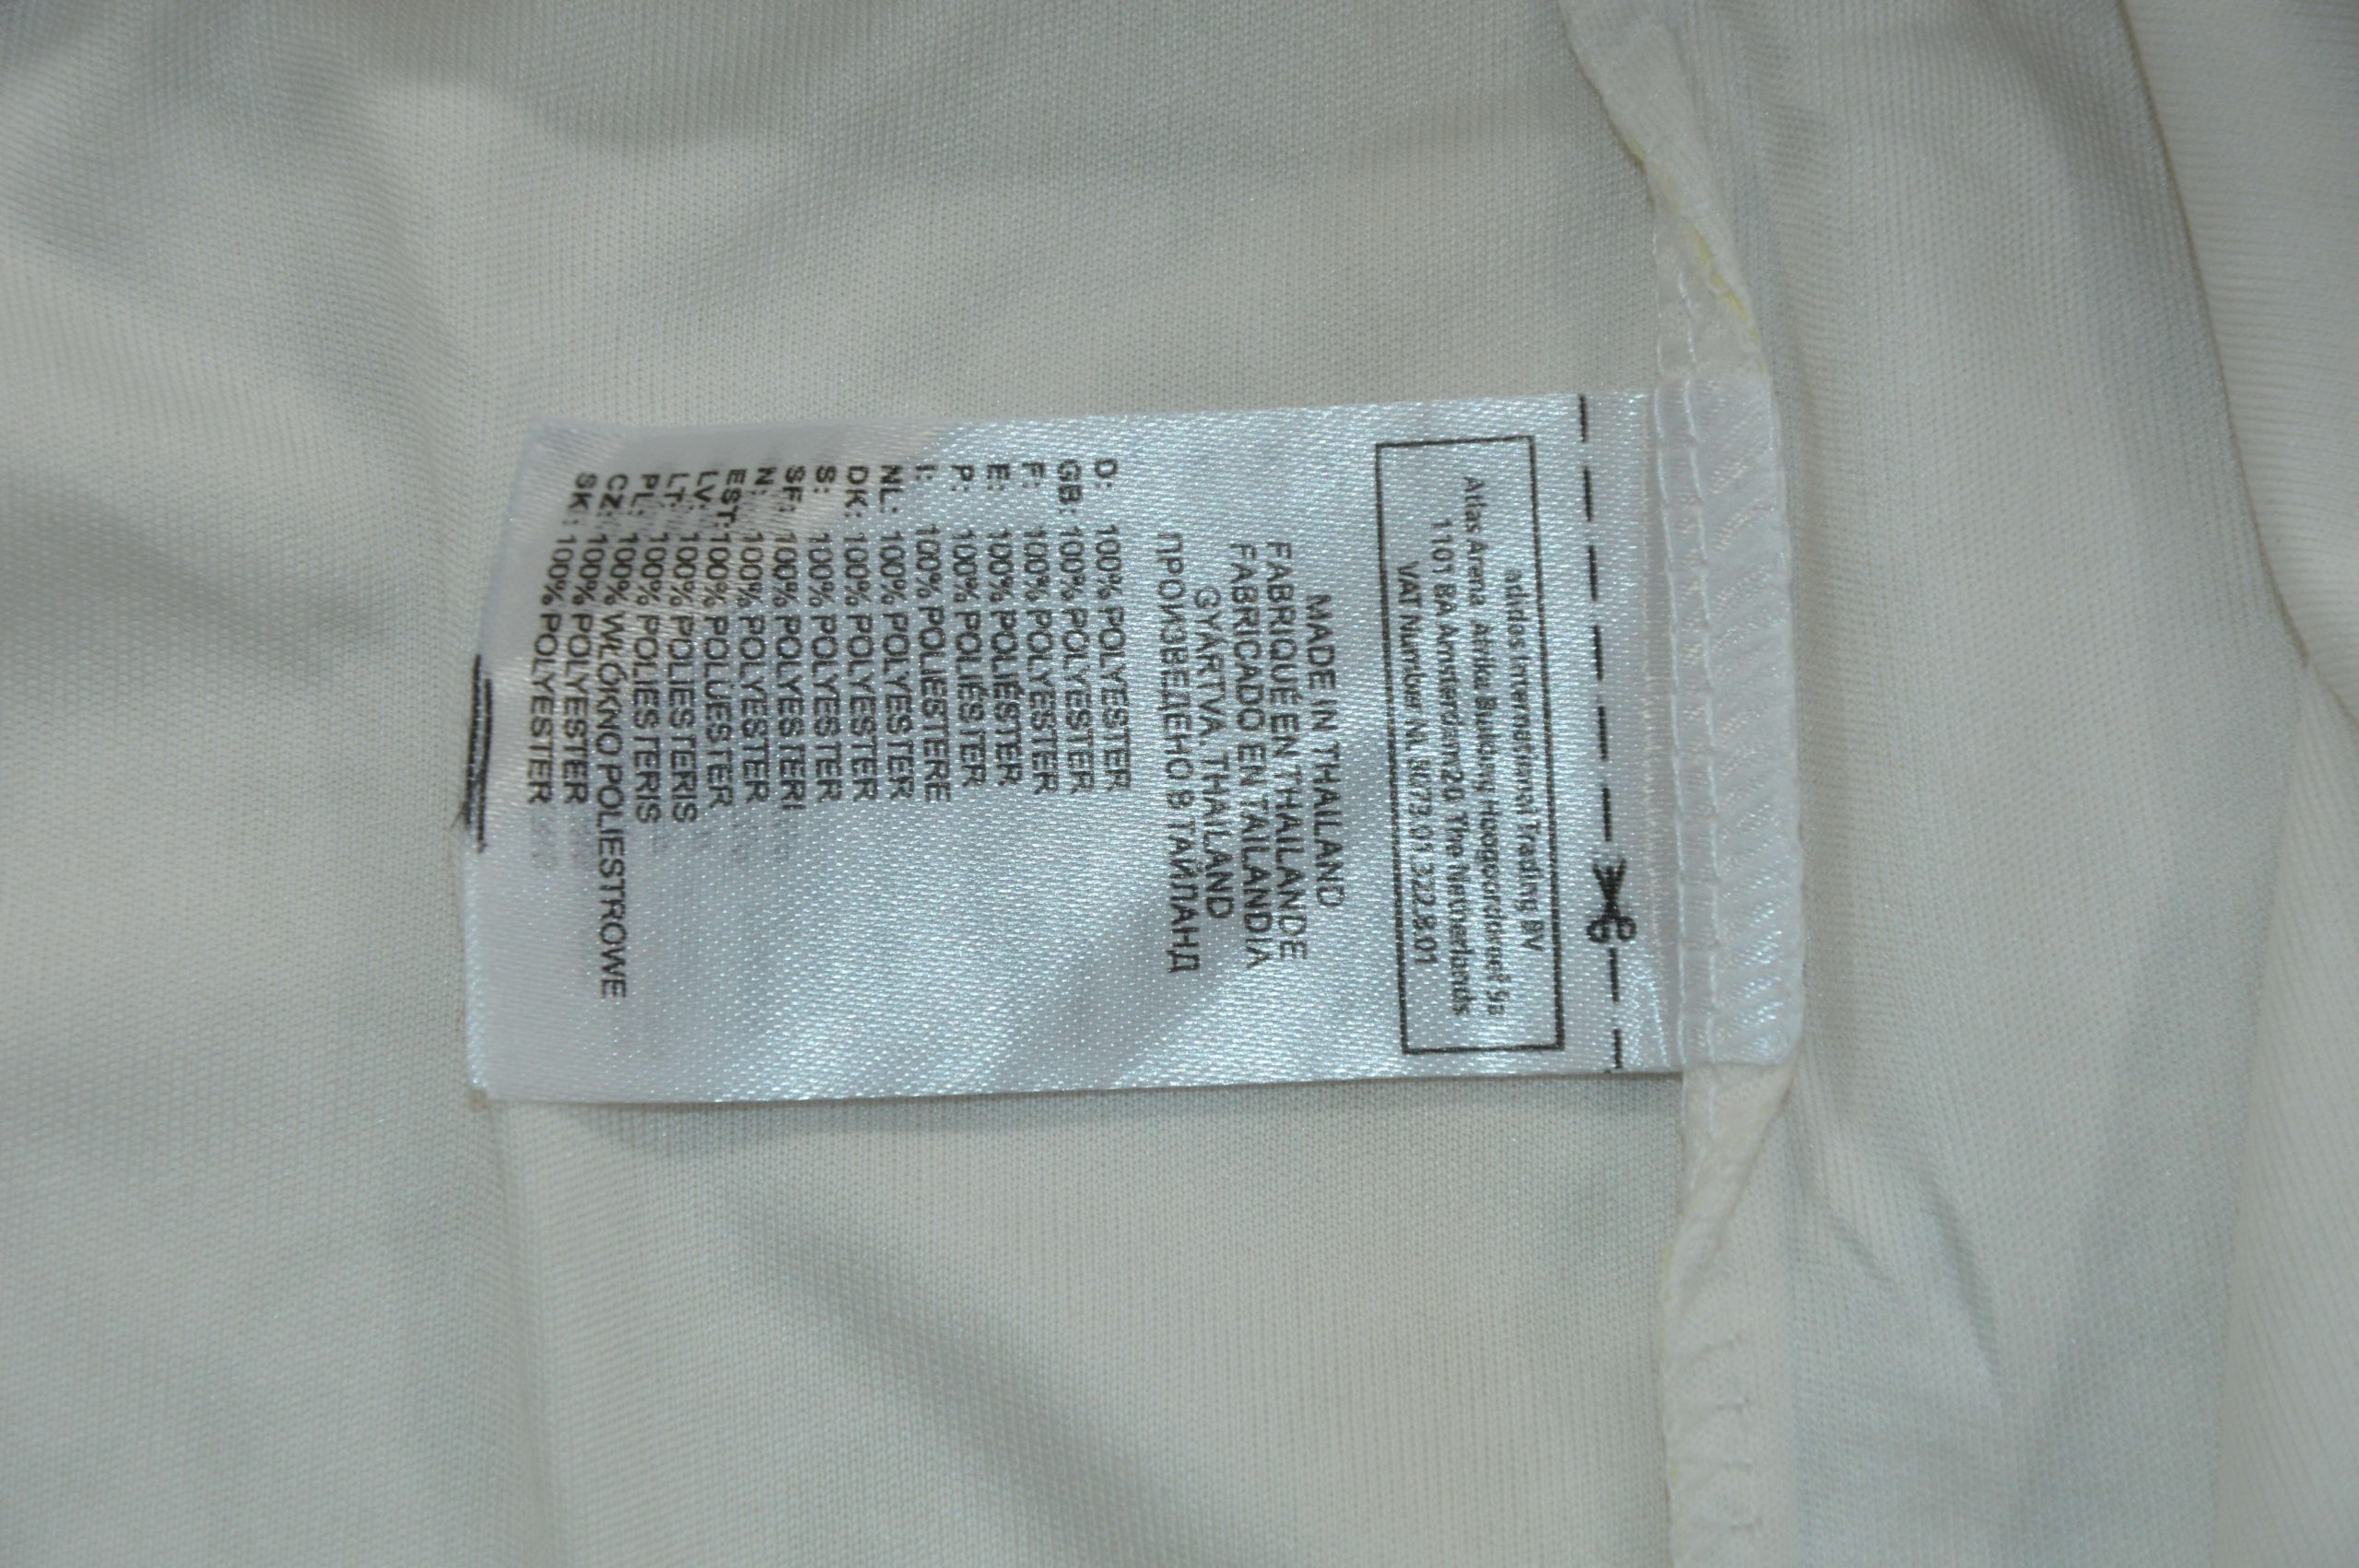 adidas International Trading BV
Atlas Arena Afrika Building Hoogoorddreef 9a
1101 BA Amsterdam ZO The Netherlands
VAT Number NL 8073.01.322.B.01
MADE IN THAILAND
FABRIQUÉ EN THAILANDE
FABRICADO EN TAILANDIA
GYÁRTVA. THAILAND
ПРОИЗВЕДЕНО В ТАЙЛАНД
D: 100% POLYESTER
GB: 100% POLYESTER
F: 100% POLYESTER
E: 100% POLIÉSTER
P: 100% POLIÉSTER
I: 100% POLIESTERE
NL: 100% POLYESTER
DK: 100% POLYESTER
S: 100% POLYESTER
SF: 100% POLYESTERI
N: 100% POLYESTER
EST: 100% POLÜESTER
LV: 100% POLIESTERIS
LT: 100% POLIESTERIS
PL: 100% WŁÓKNO POLIESTROWE
CZ: 100% POLYESTER
SK: 100% POLYESTER